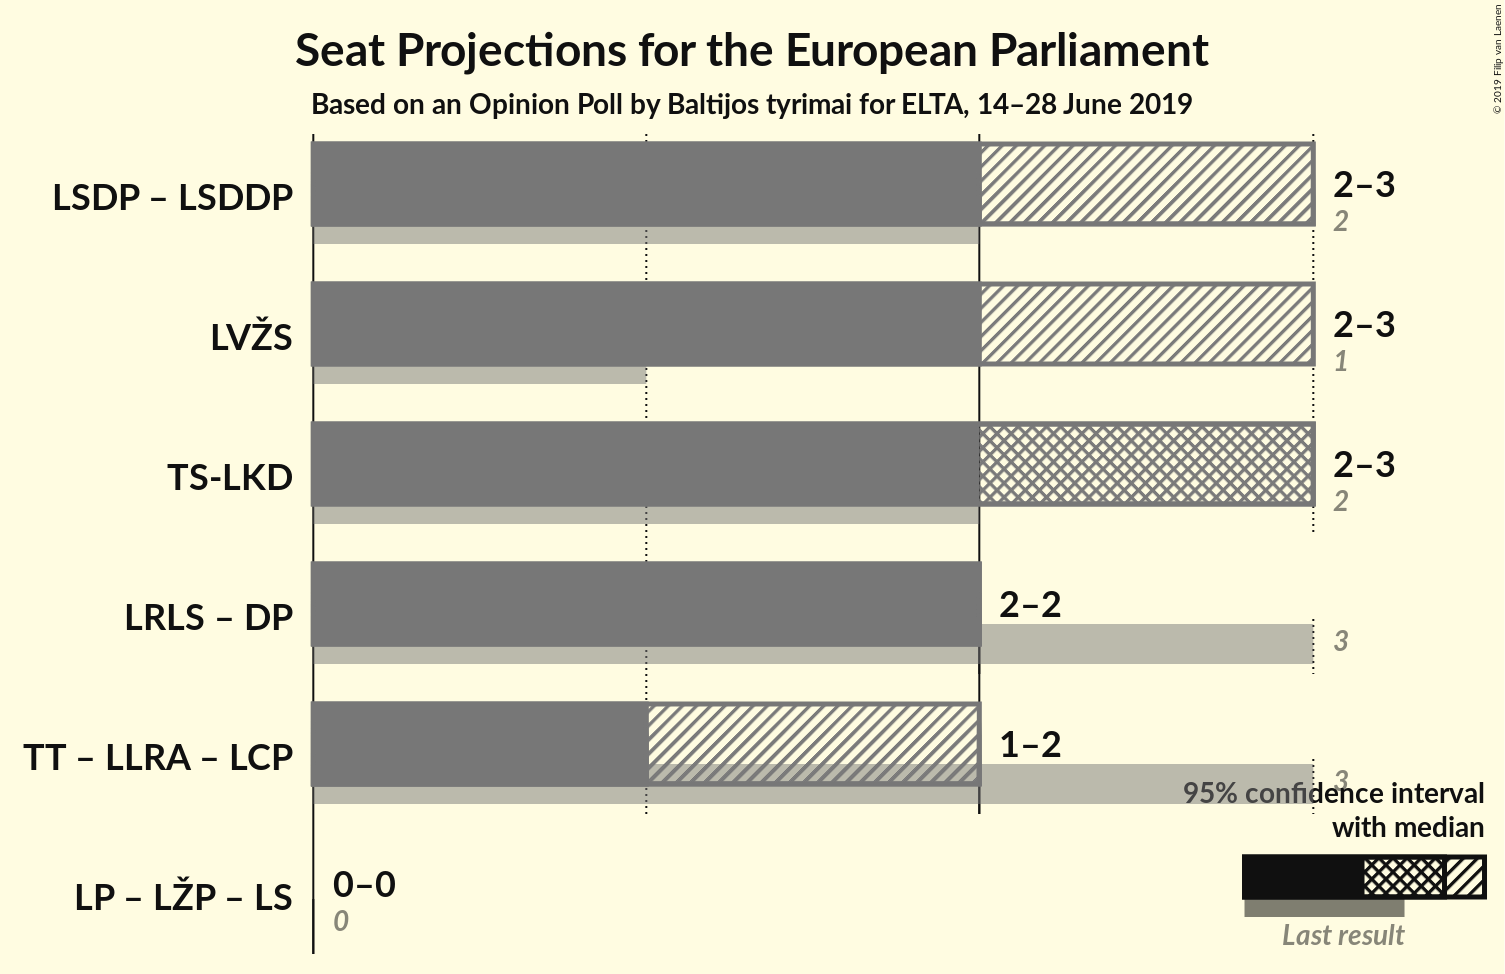 Seat Projections for the European Parliament
Based on an Opinion Poll by Baltijos tyrimai for ELTA, 14–28 June 2019
© 2019 Filip van Laenen
LSDP – LSDDP
2–3
2
LVŽS
2–3
1
TS-LKD
2–3
2
LRLS – DP
2–2
3
TT – LLRA – LCP
1–2
3
LP – LŽP – LS
0–0
0
95% confidence interval
with median
Last result